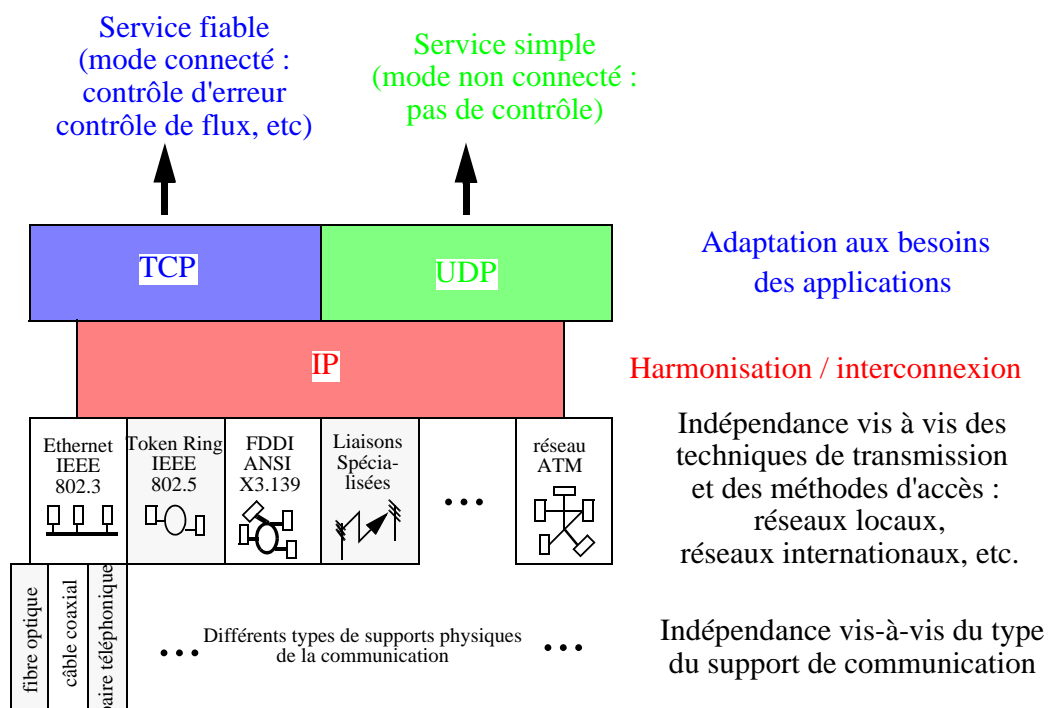 Service fiable
(mode connecté :
contrôle d'erreur
contrôle de flux, etc)
Service simple
(mode non connecté :
pas de contrôle)
TCP
UDP
Adaptation aux besoins
des applications
IP
Harmonisation / interconnexion
Ethernet
IEEE
802.3
Token Ring
IEEE
802.5
FDDI
ANSI
X3.139
Liaisons
Spécia-
lisées
...
réseau
ATM
Indépendance vis à vis des
techniques de transmission
et des méthodes d'accès :
réseaux locaux,
réseaux internationaux, etc.
fibre optique
câble coaxial
paire téléphonique
...
Différents types de supports physiques
de la communication
...
Indépendance vis-à-vis du type
du support de communication